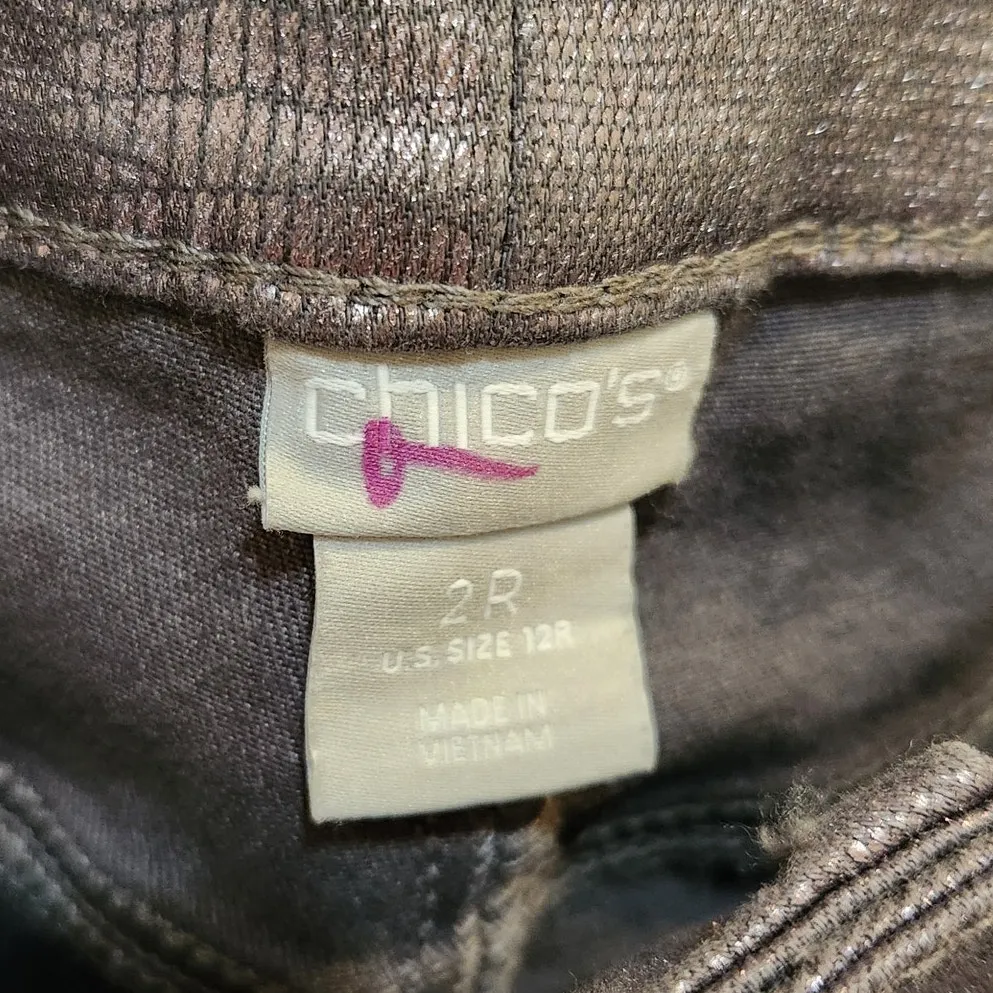 chico's®
2R
U.S. SIZE 12R
MADE IN
VIETNAM